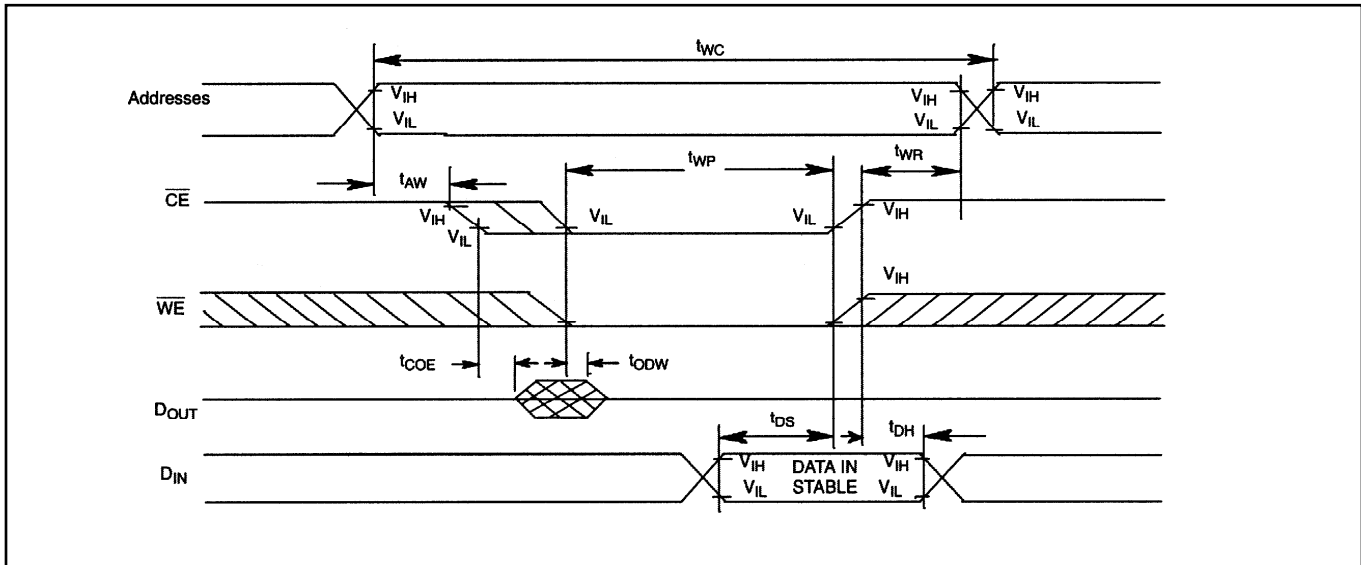 tWC
Addresses
VIH
VIL
VIH
VIL
VIH
VIL
tAW
tWP
tWR
CE
VIH
VIL
VIL
VIL
VIH
WE
VIH
tCOE
tODW
DOUT
tDS
tDH
DIN
VIH
VIL
DATA IN
STABLE
VIH
VIL